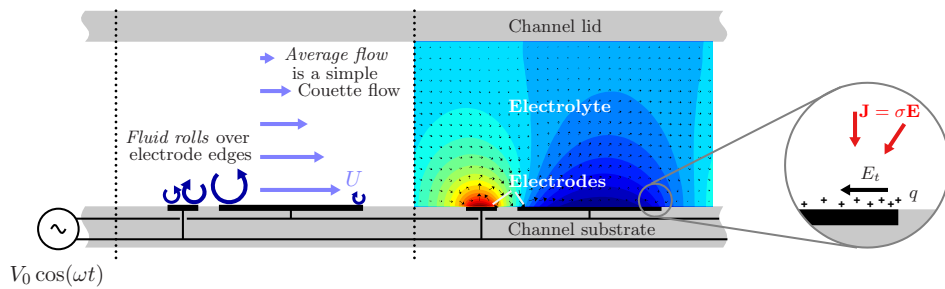 Channel lid
Average flow
is a simple
Couette flow
Fluid rolls over
electrode edges
U
Electrolyte
Electrodes
Channel substrate
∼
V₀ cos(ωt)
J = σE
Eₜ
q
+ + + + + + + + +